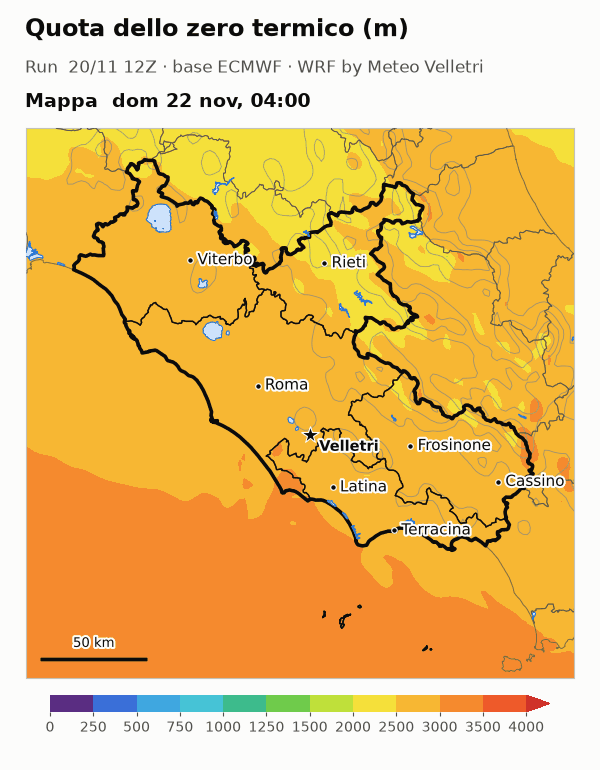 Quota dello zero termico (m)
Run  20/11 12Z · base ECMWF · WRF by Meteo Velletri
Mappa  dom 22 nov, 04:00
Viterbo
Rieti
Roma
Velletri
Frosinone
Cassino
Latina
Terracina
50 km
0 250 500 750 1000 1250 1500 2000 2500 3000 3500 4000